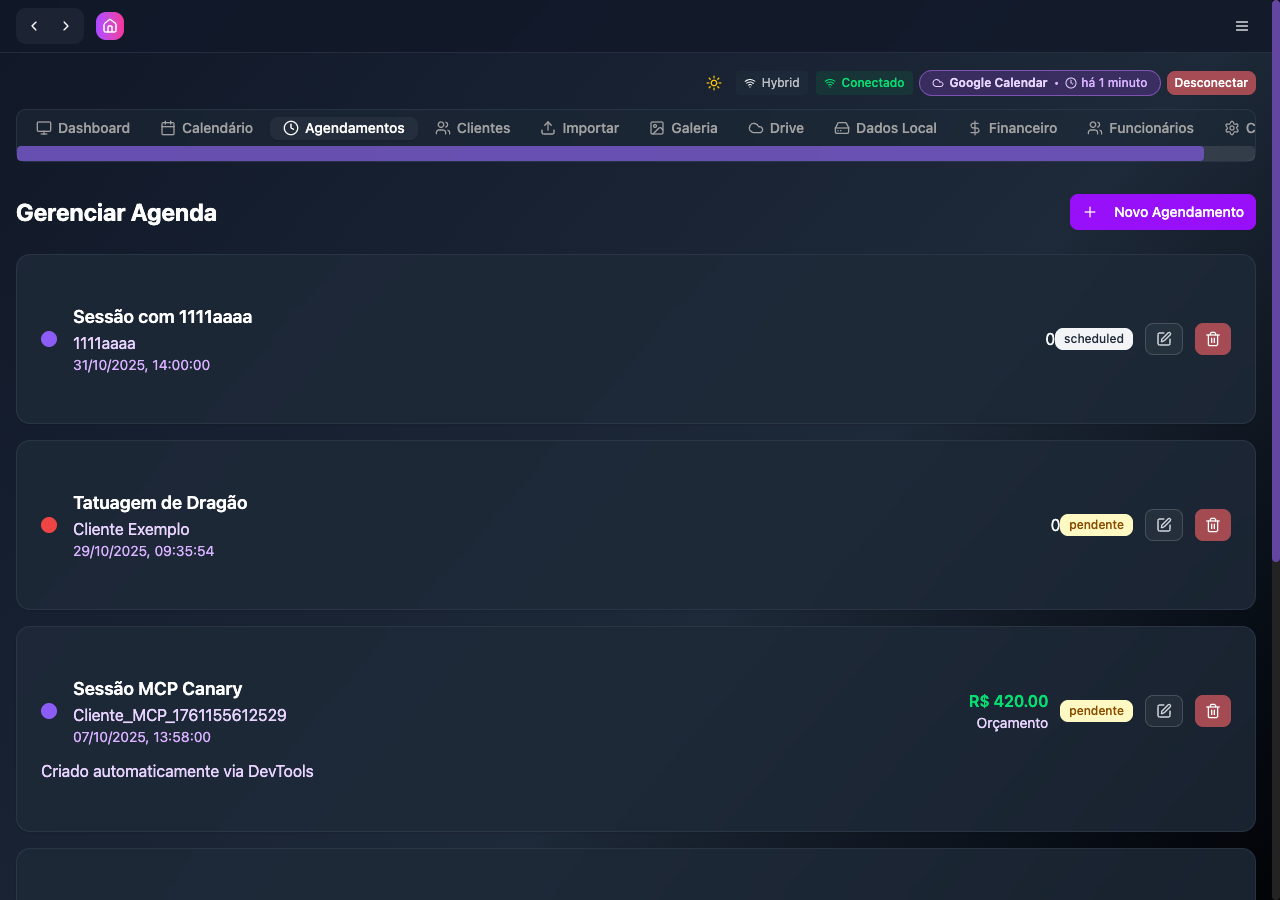 Hybrid Conectado Google Calendar • há 1 minuto Desconectar
Dashboard Calendário Agendamentos Clientes Importar Galeria Drive Dados Local Financeiro Funcionários C
Gerenciar Agenda
Novo Agendamento
Sessão com 1111aaaa
1111aaaa
31/10/2025, 14:00:00
0 scheduled
Tatuagem de Dragão
Cliente Exemplo
29/10/2025, 09:35:54
0 pendente
Sessão MCP Canary
Cliente_MCP_1761155612529
07/10/2025, 13:58:00
R$ 420.00
Orçamento
pendente
Criado automaticamente via DevTools